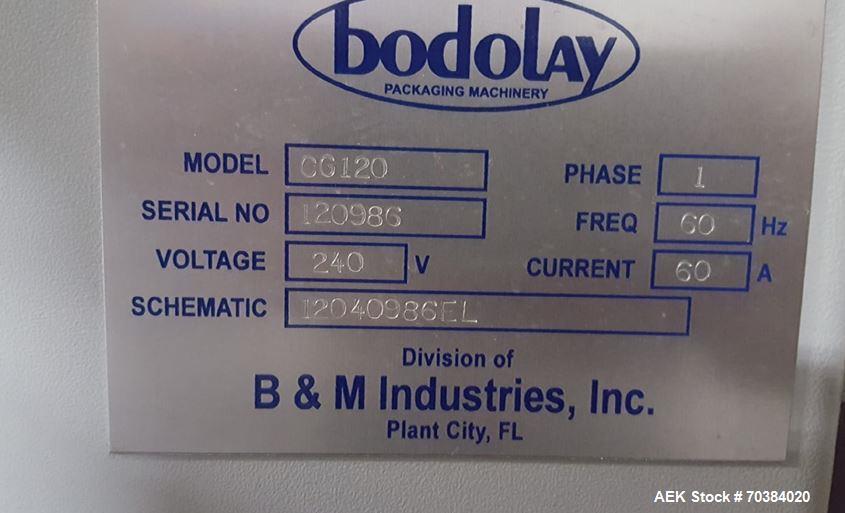 bodolay
PACKAGING MACHINERY
MODEL CG120
PHASE 1
SERIAL NO 120986
FREQ 60 Hz
VOLTAGE 240 V
CURRENT 60 A
SCHEMATIC 12040986EL
Division of
B & M Industries, Inc.
Plant City, FL
AEK Stock # 70384020